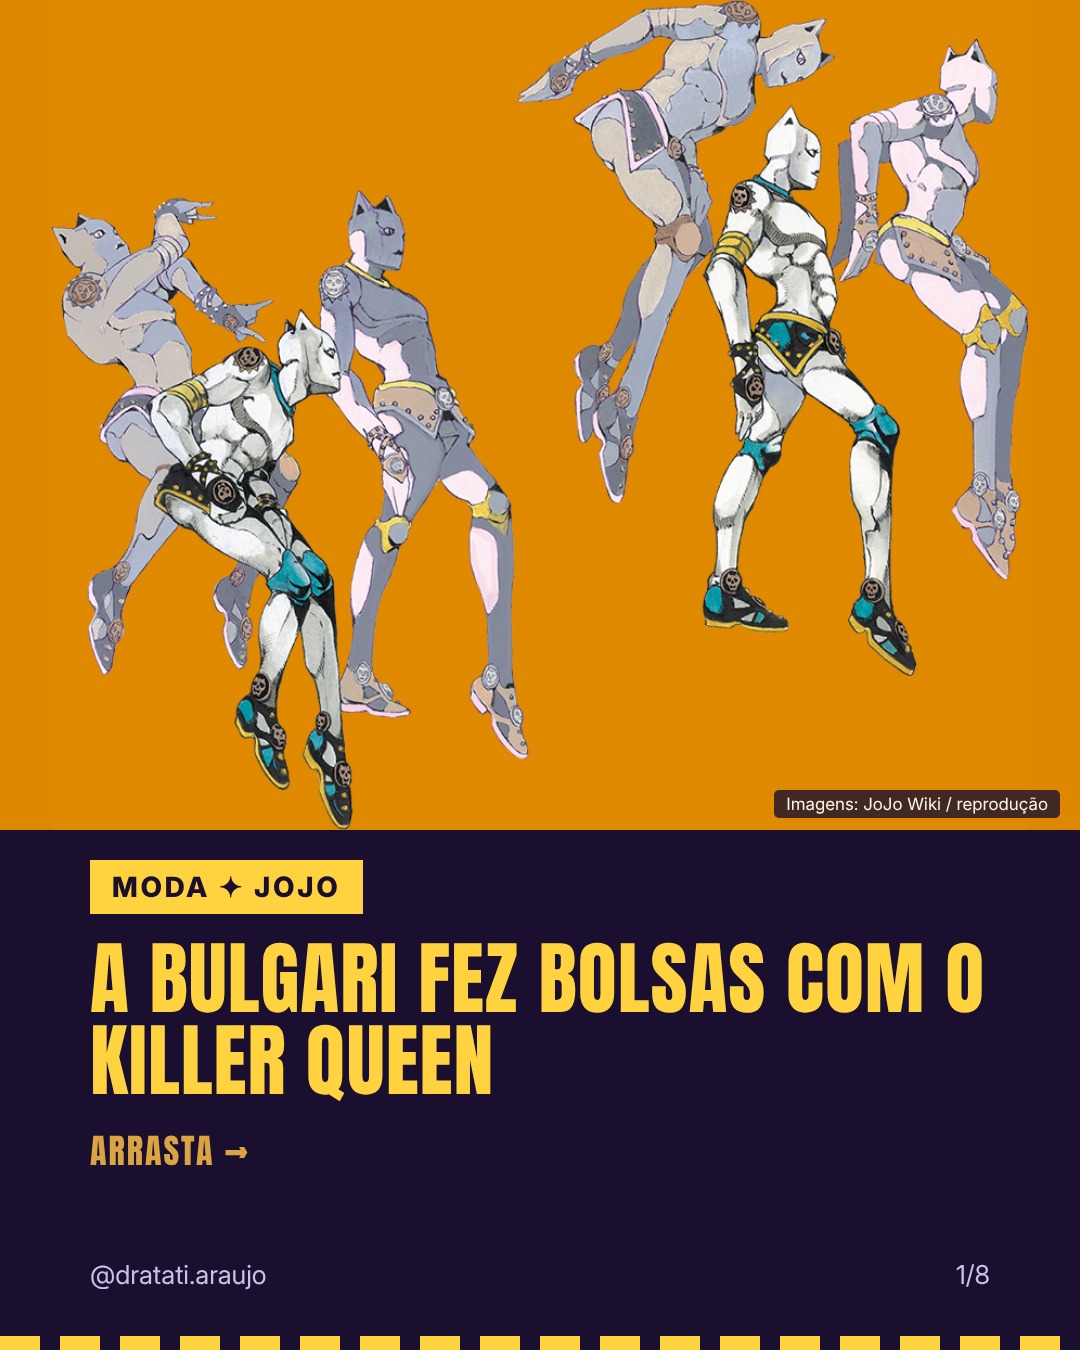 Imagens: JoJo Wiki / reprodução
MODA ✦ JOJO
A BULGARI FEZ BOLSAS COM O
KILLER QUEEN
ARRASTA →
@dratati.araujo
1/8